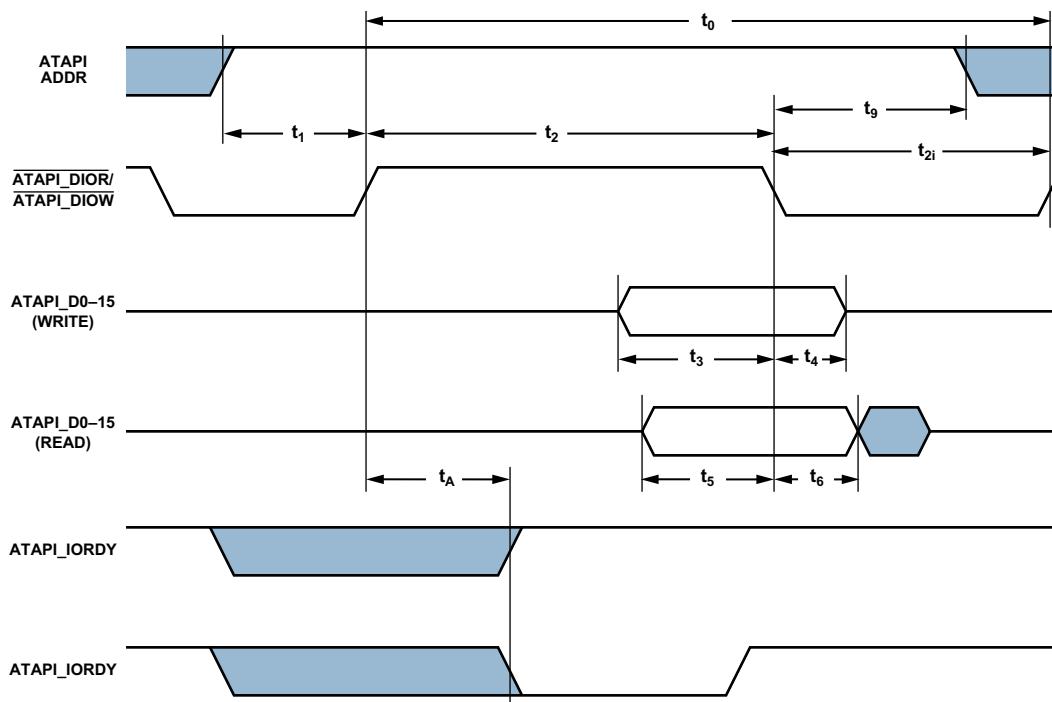 t0
ATAPI
ADDR
t9
t1
t2
t2i
ATAPI_DIOR/
ATAPI_DIOW
ATAPI_D0–15
(WRITE)
t3
t4
ATAPI_D0–15
(READ)
tA
t5
t6
ATAPI_IORDY
ATAPI_IORDY